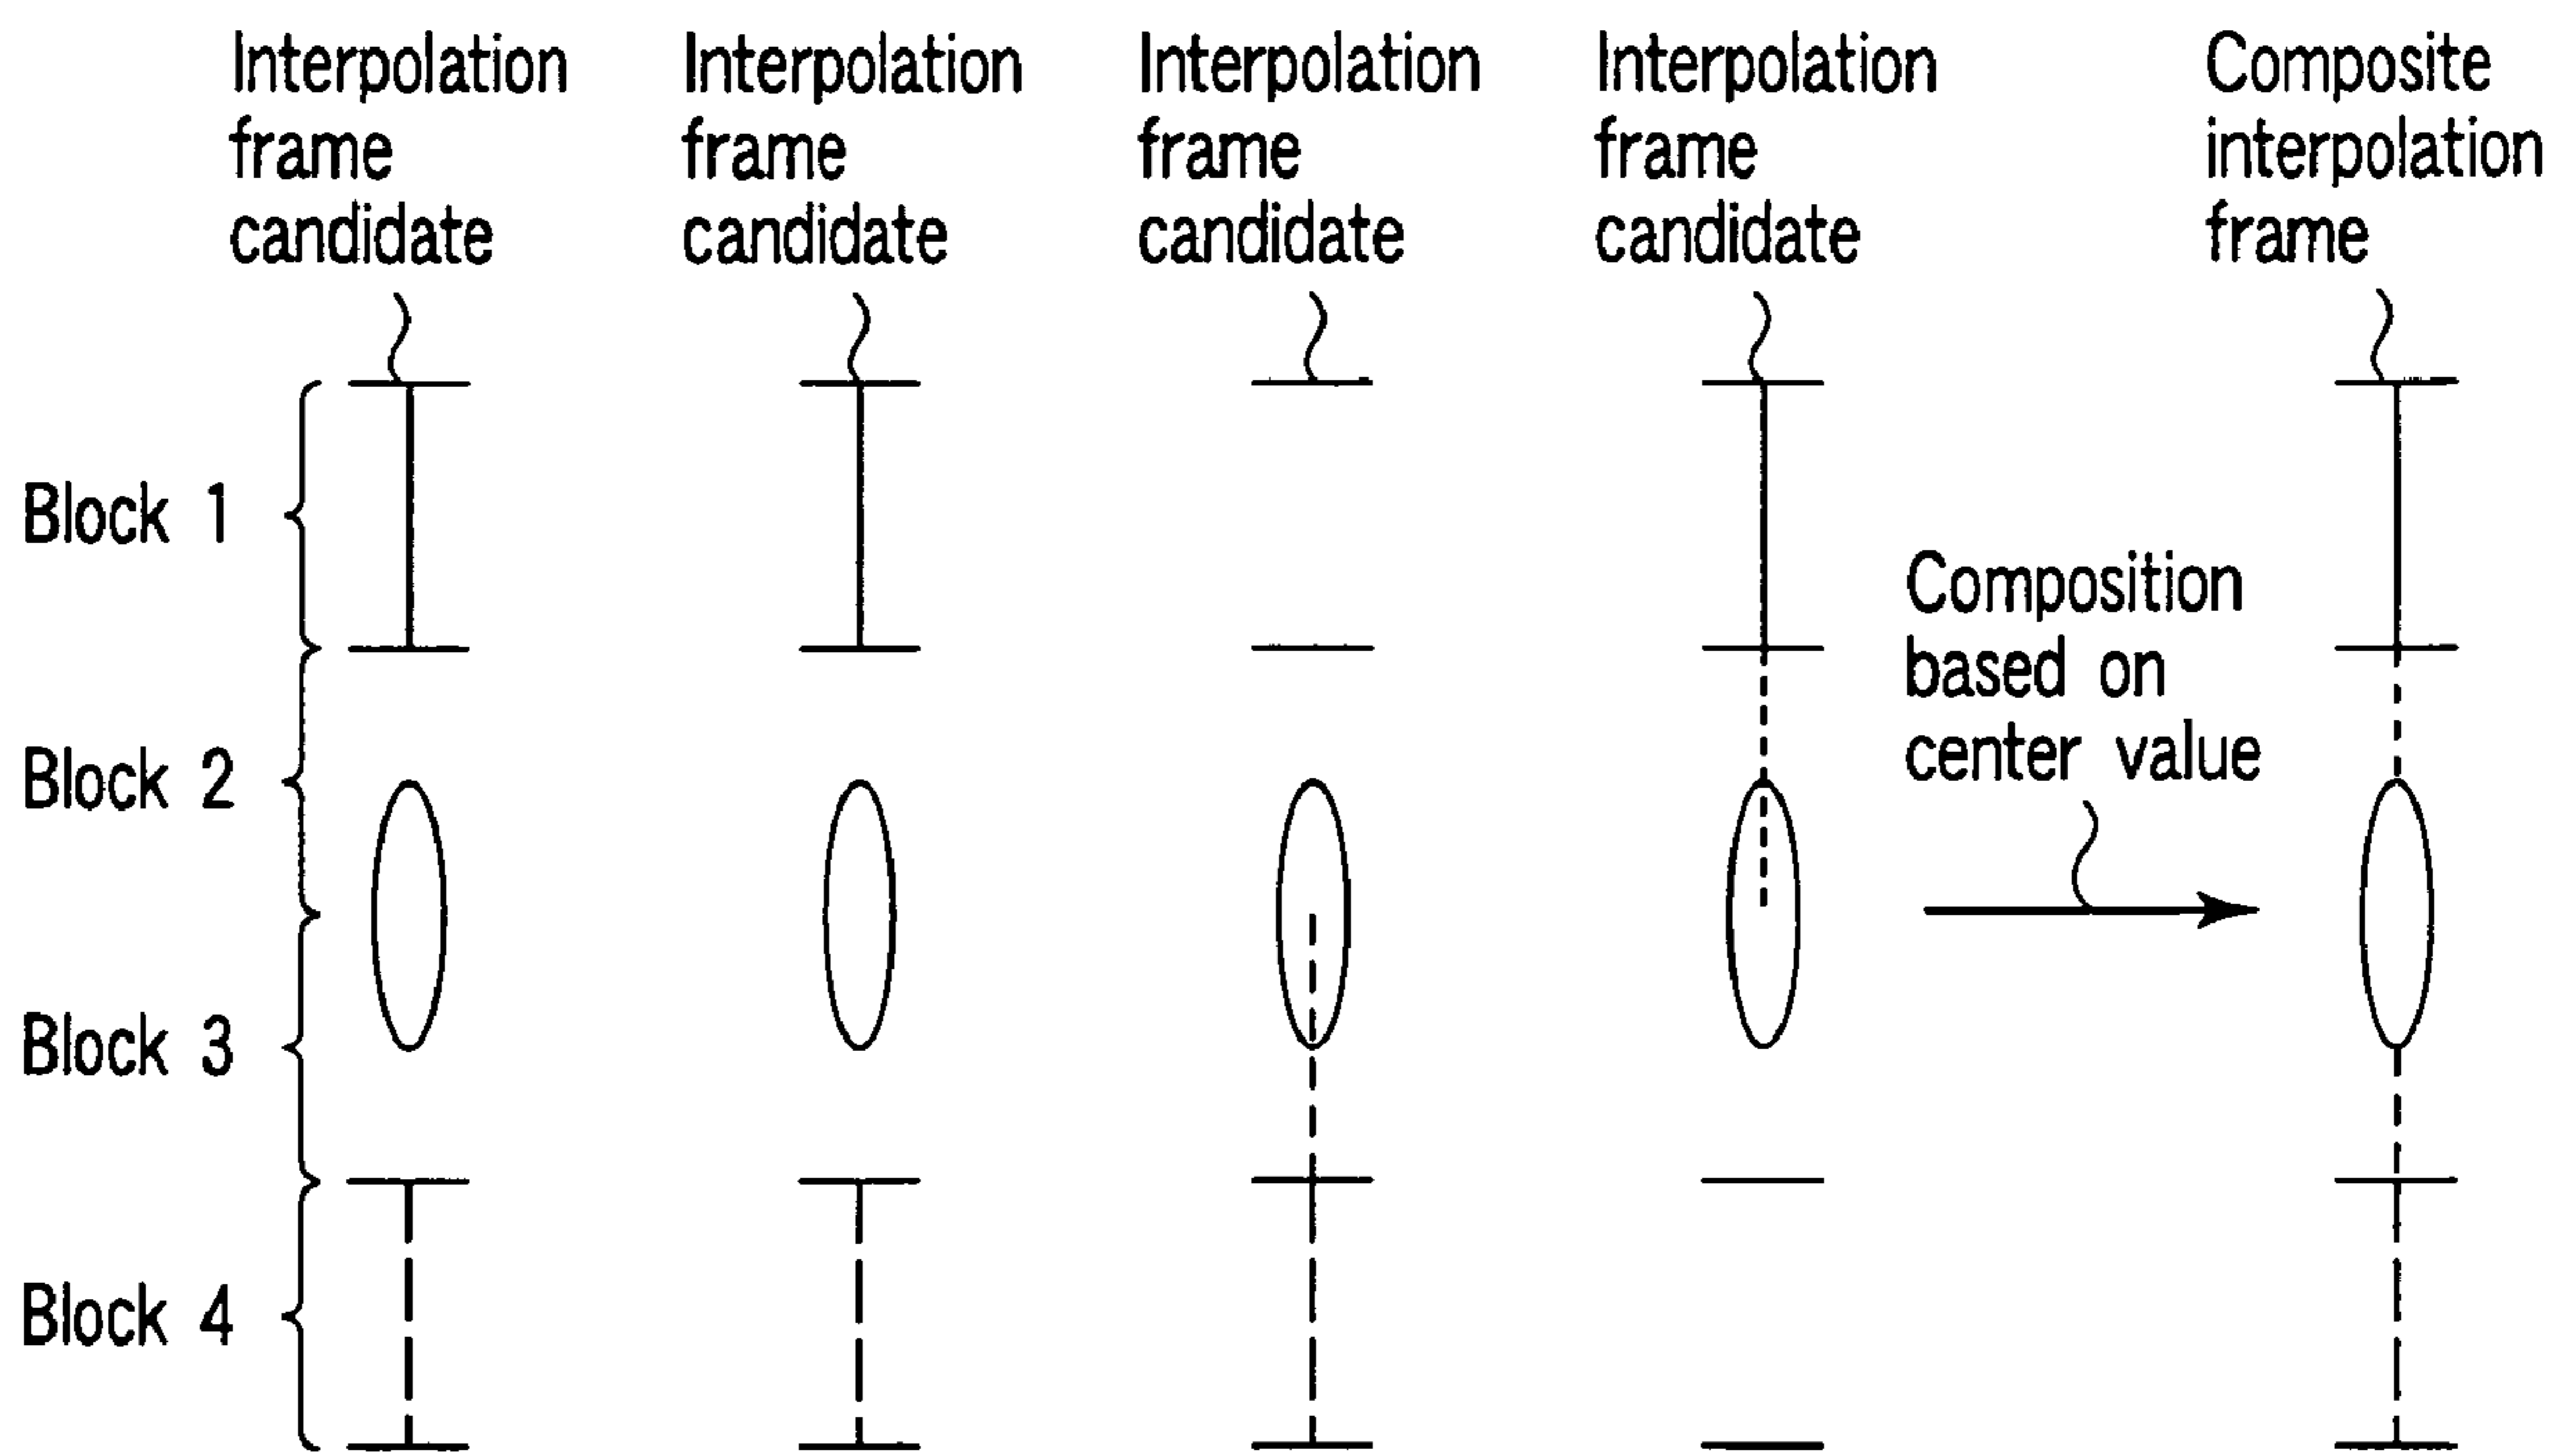 Interpolation
frame
candidate
Interpolation
frame
candidate
Interpolation
frame
candidate
Interpolation
frame
candidate
Composite
interpolation
frame
Block 1
Composition
based on
center value
Block 2
Block 3
Block 4